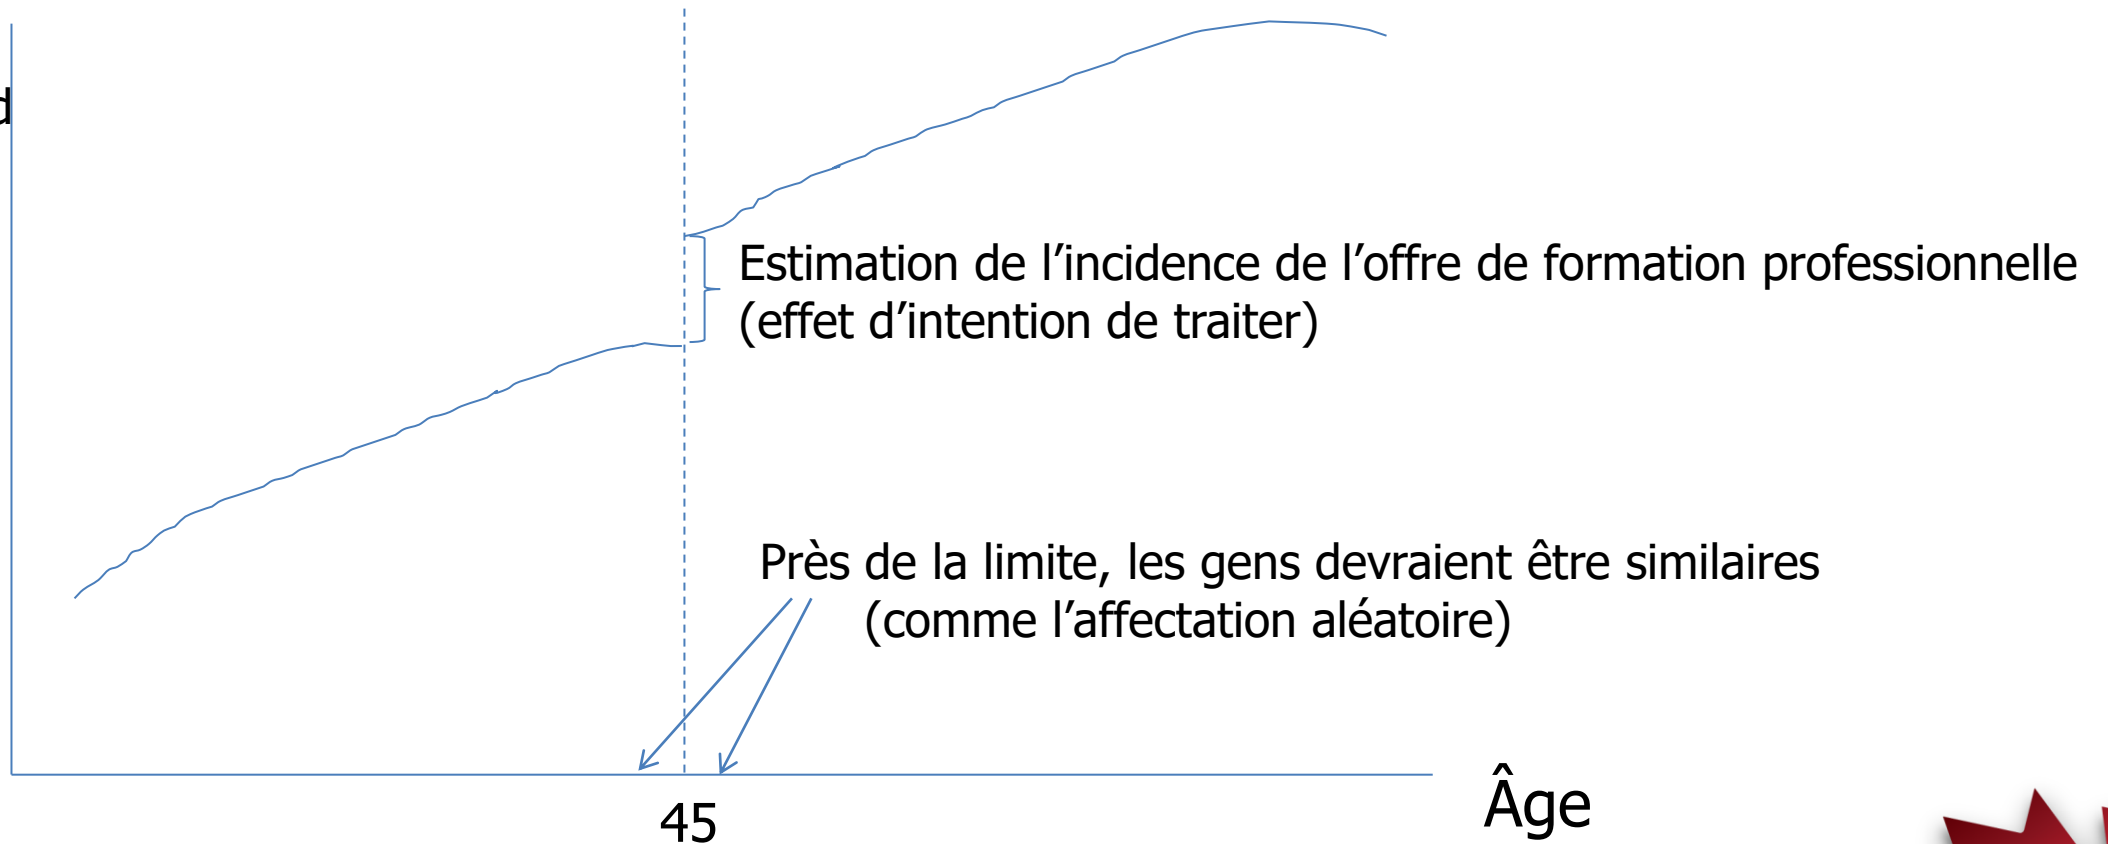 d
Estimation de l’incidence de l’offre de formation professionnelle
(effet d’intention de traiter)
Près de la limite, les gens devraient être similaires
(comme l’affectation aléatoire)
45
Âge